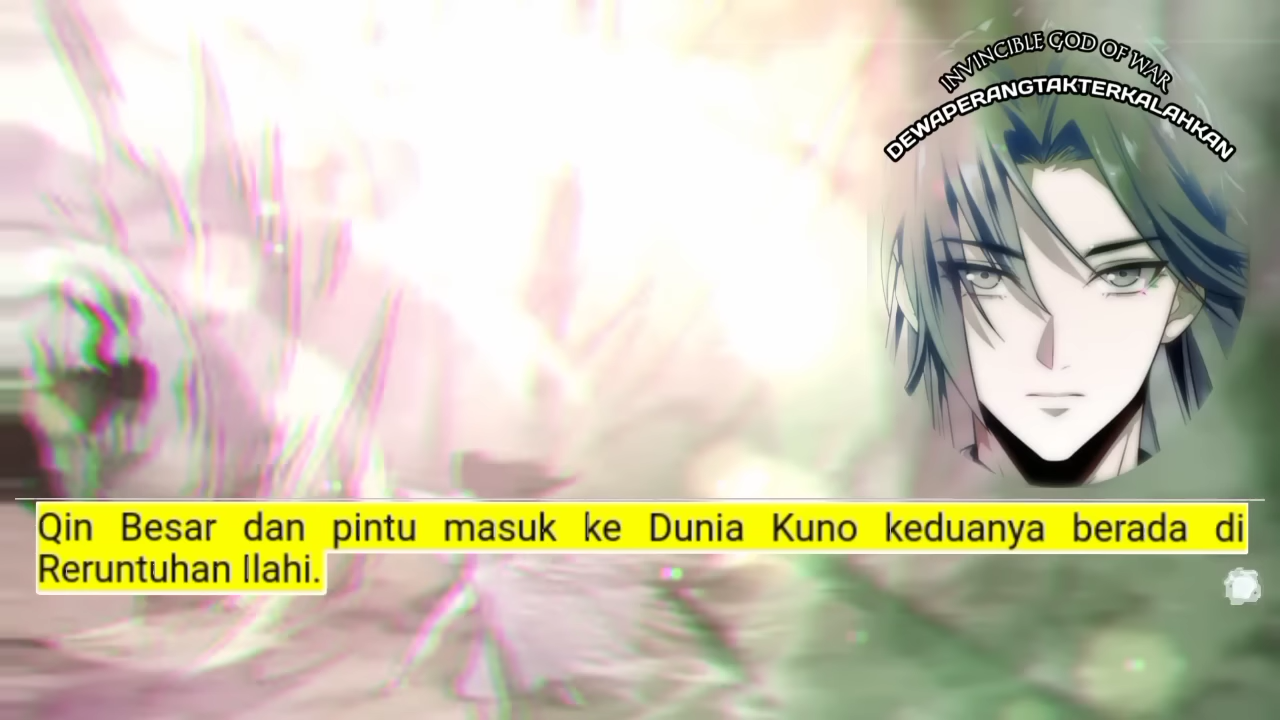 INVINCIBLE GOD OF WAR
DEWAPERANGTAKTERKALAHKAN
Qin Besar dan pintu masuk ke Dunia Kuno keduanya berada di
Reruntuhan Ilahi.